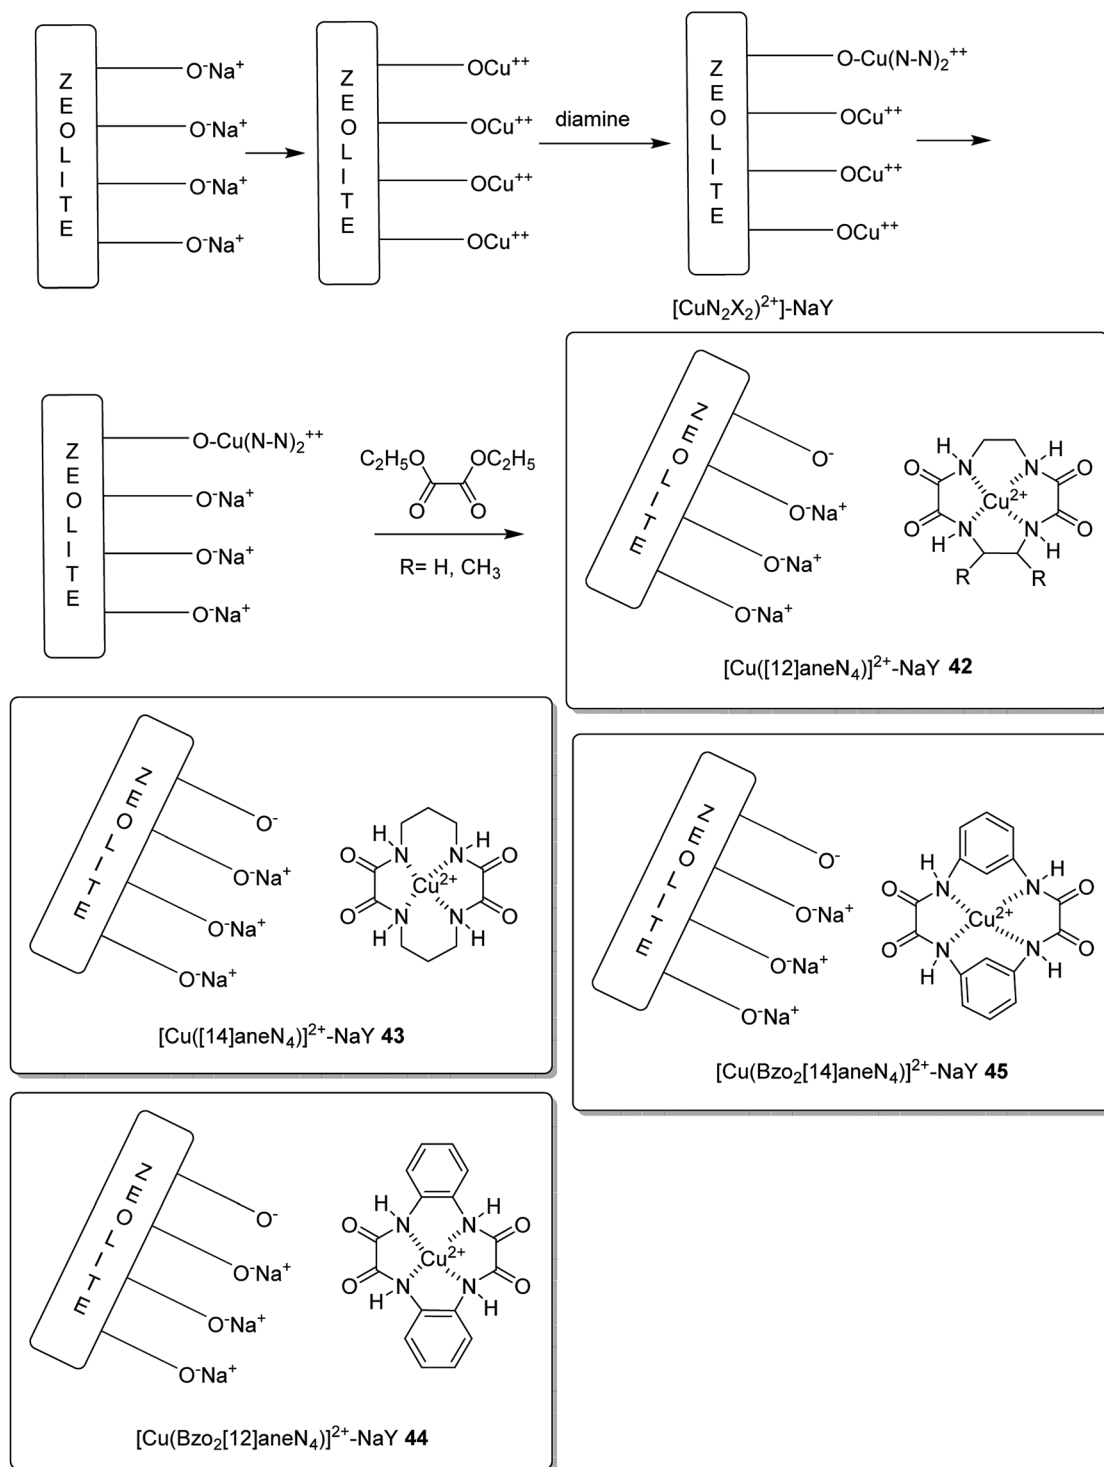 ZEOLITE
O⁻Na⁺
O⁻Na⁺
O⁻Na⁺
O⁻Na⁺
ZEOLITE
OCu⁺⁺
OCu⁺⁺
OCu⁺⁺
OCu⁺⁺
diamine
ZEOLITE
O-Cu(N-N)₂⁺⁺
OCu⁺⁺
OCu⁺⁺
OCu⁺⁺
[CuN₂X₂)²⁺]-NaY
ZEOLITE
O-Cu(N-N)₂⁺⁺
O⁻Na⁺
O⁻Na⁺
O⁻Na⁺
C₂H₅O OC₂H₅
O O
R= H, CH₃
ZEOLITE
O⁻
O⁻Na⁺
O⁻Na⁺
O⁻Na⁺
H H
O N N O
Cu²⁺
O N N O
H H
R R
[Cu([12]aneN₄)]²⁺-NaY 42
ZEOLITE
O⁻
O⁻Na⁺
O⁻Na⁺
O⁻Na⁺
H H
O N N O
Cu²⁺
O N N O
H H
[Cu([14]aneN₄)]²⁺-NaY 43
ZEOLITE
O⁻
O⁻Na⁺
O⁻Na⁺
O⁻Na⁺
H H
O N N O
Cu²⁺
O N N O
H H
[Cu(Bzo₂[14]aneN₄)]²⁺-NaY 45
ZEOLITE
O⁻
O⁻Na⁺
O⁻Na⁺
O⁻Na⁺
H H
O N N O
Cu²⁺
O N N O
H H
[Cu(Bzo₂[12]aneN₄)]²⁺-NaY 44